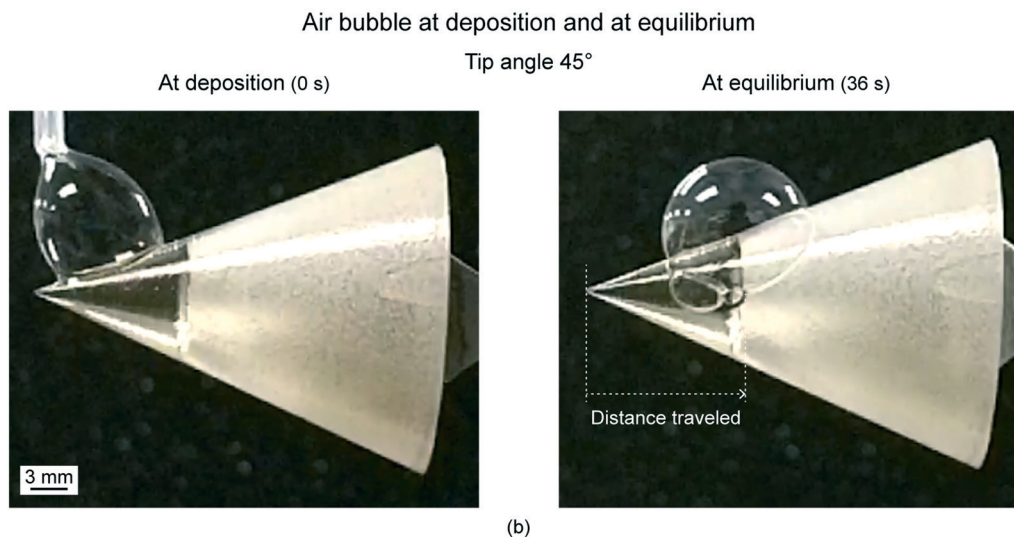 Air bubble at deposition and at equilibrium
Tip angle 45°
At deposition (0 s)
At equilibrium (36 s)
Distance traveled
3 mm
(b)